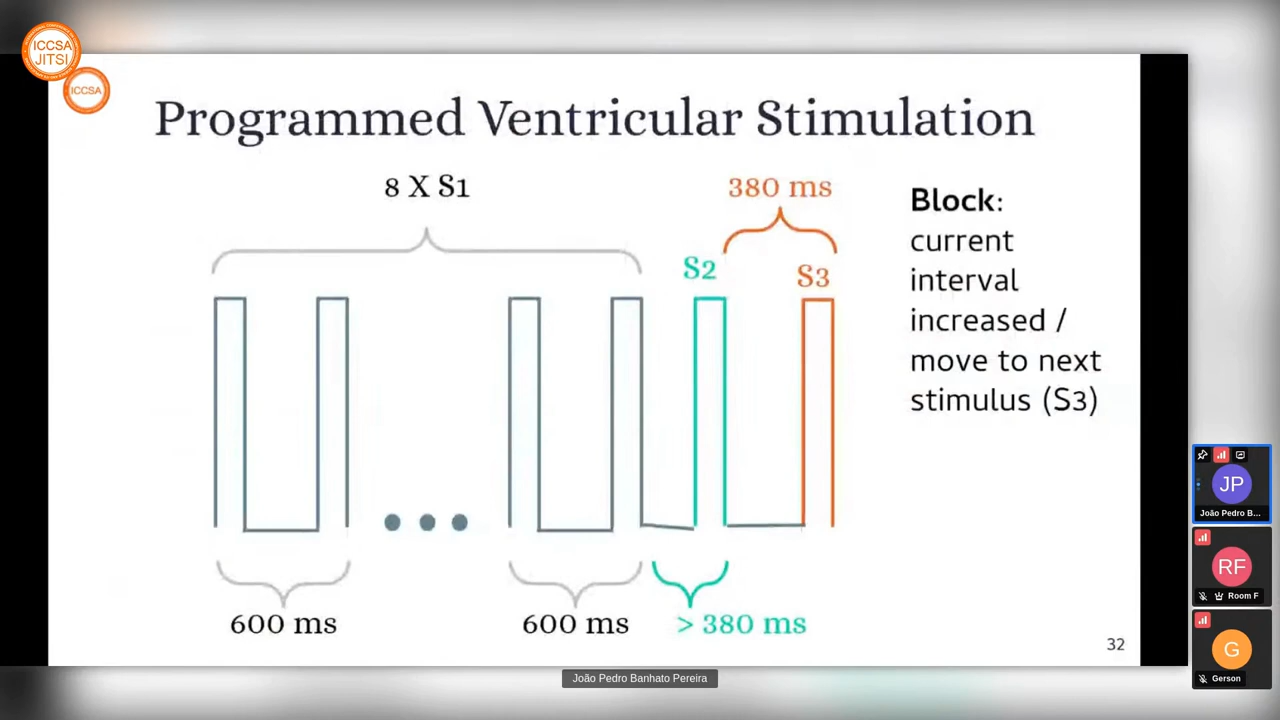 ICCSA
JITSI
ICCSA
Programmed Ventricular Stimulation
8 X S1
380 ms
S2
S3
600 ms
600 ms
> 380 ms
Block:
current
interval
increased /
move to next
stimulus (S3)
32
JP
João Pedro B...
RF
Room F
G
Gerson
João Pedro Banhato Pereira